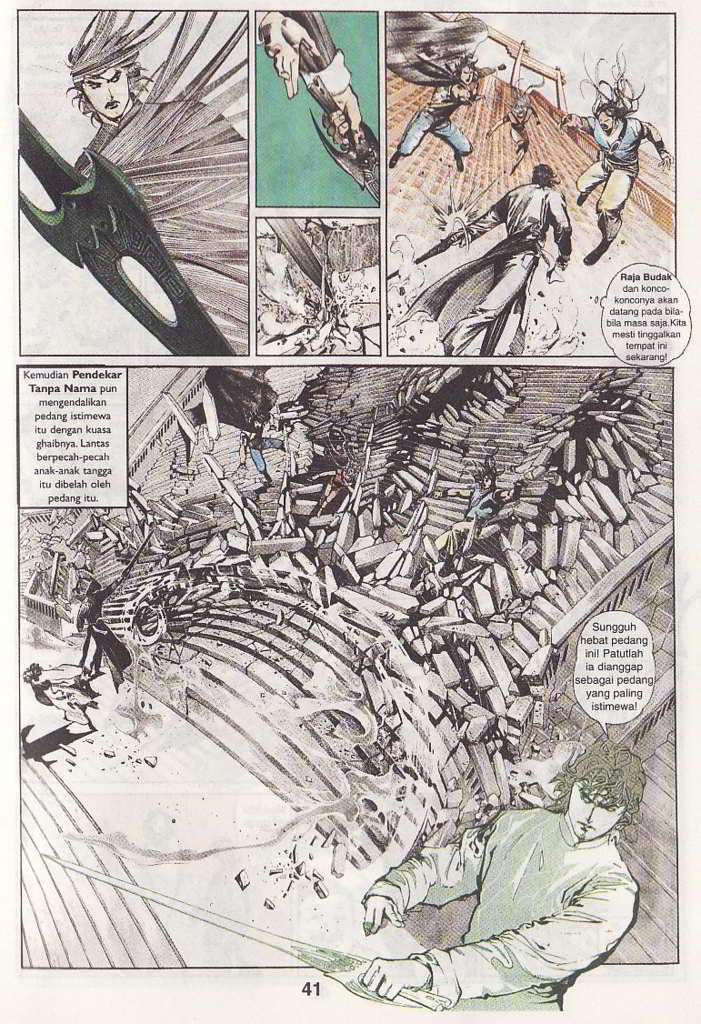 Raja Budak
dan konco-
konconya akan
datang pada bila-
bila masa saja.Kita
mesti tinggalkan
tempat ini
sekarang!
Kemudian Pendekar
Tanpa Nama pun
mengendalikan
pedang istimewa
itu dengan kuasa
ghaibnya. Lantas
berpecah-pecah
anak-anak tangga
itu dibelah oleh
pedang itu.
Sungguh
hebat pedang
ini! Patutlah
ia dianggap
sebagai pedang
yang paling
istimewa!
41